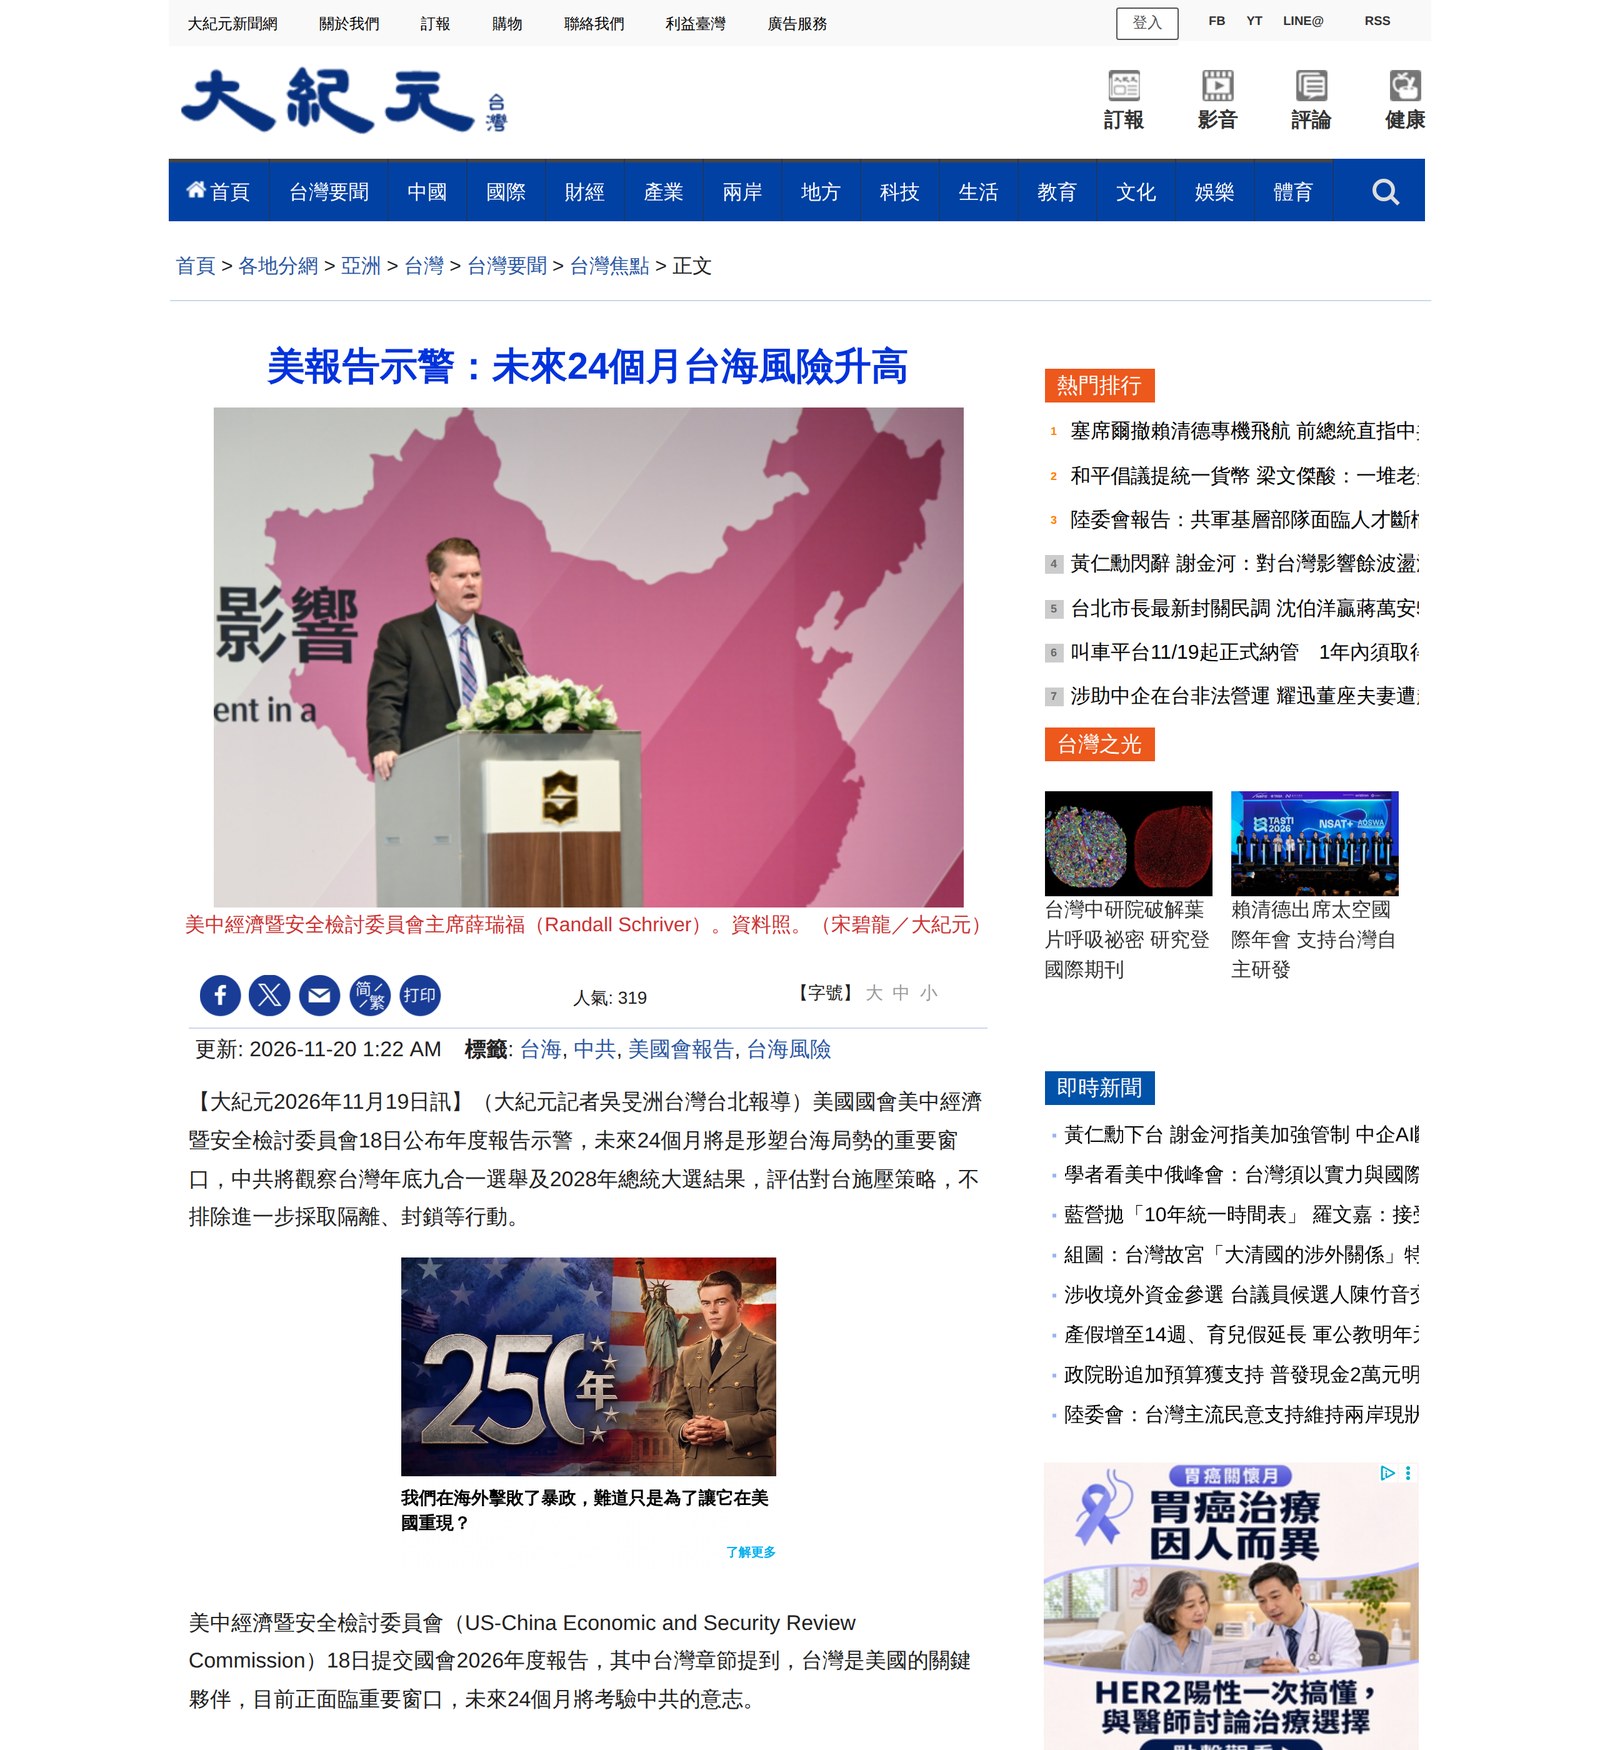 大紀元新聞網 關於我們 訂報 購物 聯絡我們 利益臺灣 廣告服務 登入 FB YT LINE@ RSS
大紀元 台灣
訂報 影音 評論 健康
首頁 台灣要聞 中國 國際 財經 產業 兩岸 地方 科技 生活 教育 文化 娛樂 體育
首頁 > 各地分網 > 亞洲 > 台灣 > 台灣要聞 > 台灣焦點 > 正文
美報告示警：未來24個月台海風險升高
影響
ent in a
美中經濟暨安全檢討委員會主席薛瑞福（Randall Schriver）。資料照。（宋碧龍／大紀元）
简／繁 打印 人氣: 319 【字號】 大 中 小
更新: 2026-11-20 1:22 AM 標籤: 台海, 中共, 美國會報告, 台海風險
【大紀元2026年11月19日訊】（大紀元記者吳旻洲台灣台北報導）美國國會美中經濟
暨安全檢討委員會18日公布年度報告示警，未來24個月將是形塑台海局勢的重要窗
口，中共將觀察台灣年底九合一選舉及2028年總統大選結果，評估對台施壓策略，不
排除進一步採取隔離、封鎖等行動。
250年
我們在海外擊敗了暴政，難道只是為了讓它在美
國重現？
了解更多
美中經濟暨安全檢討委員會（US-China Economic and Security Review
Commission）18日提交國會2026年度報告，其中台灣章節提到，台灣是美國的關鍵
夥伴，目前正面臨重要窗口，未來24個月將考驗中共的意志。
熱門排行
1 塞席爾撤賴清德專機飛航 前總統直指中
2 和平倡議提統一貨幣 梁文傑酸：一堆老
3 陸委會報告：共軍基層部隊面臨人才斷
4 黃仁勳閃辭 謝金河：對台灣影響餘波盪
5 台北市長最新封關民調 沈伯洋贏蔣萬安
6 叫車平台11/19起正式納管 1年內須取
7 涉助中企在台非法營運 耀迅董座夫妻遭
台灣之光
TASTI 2026 NSAT+ AOSWA
台灣中研院破解葉
片呼吸祕密 研究登
國際期刊
賴清德出席太空國
際年會 支持台灣自
主研發
即時新聞
黃仁勳下台 謝金河指美加強管制 中企AI
學者看美中俄峰會：台灣須以實力與國際
藍營拋「10年統一時間表」 羅文嘉：接
組圖：台灣故宮「大清國的涉外關係」特
涉收境外資金參選 台議員候選人陳竹音
產假增至14週、育兒假延長 軍公教明年
政院盼追加預算獲支持 普發現金2萬元明
陸委會：台灣主流民意支持維持兩岸現狀
胃癌關懷月
胃癌治療
因人而異
HER2陽性一次搞懂，
與醫師討論治療選擇